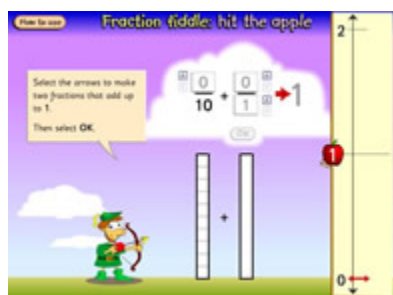 How to use
Fraction fiddle: hit the apple
Select the arrows to make
two fractions that add up
to 1.
Then select OK.
0 + 0 1
10 1
OK
+
2
1
0